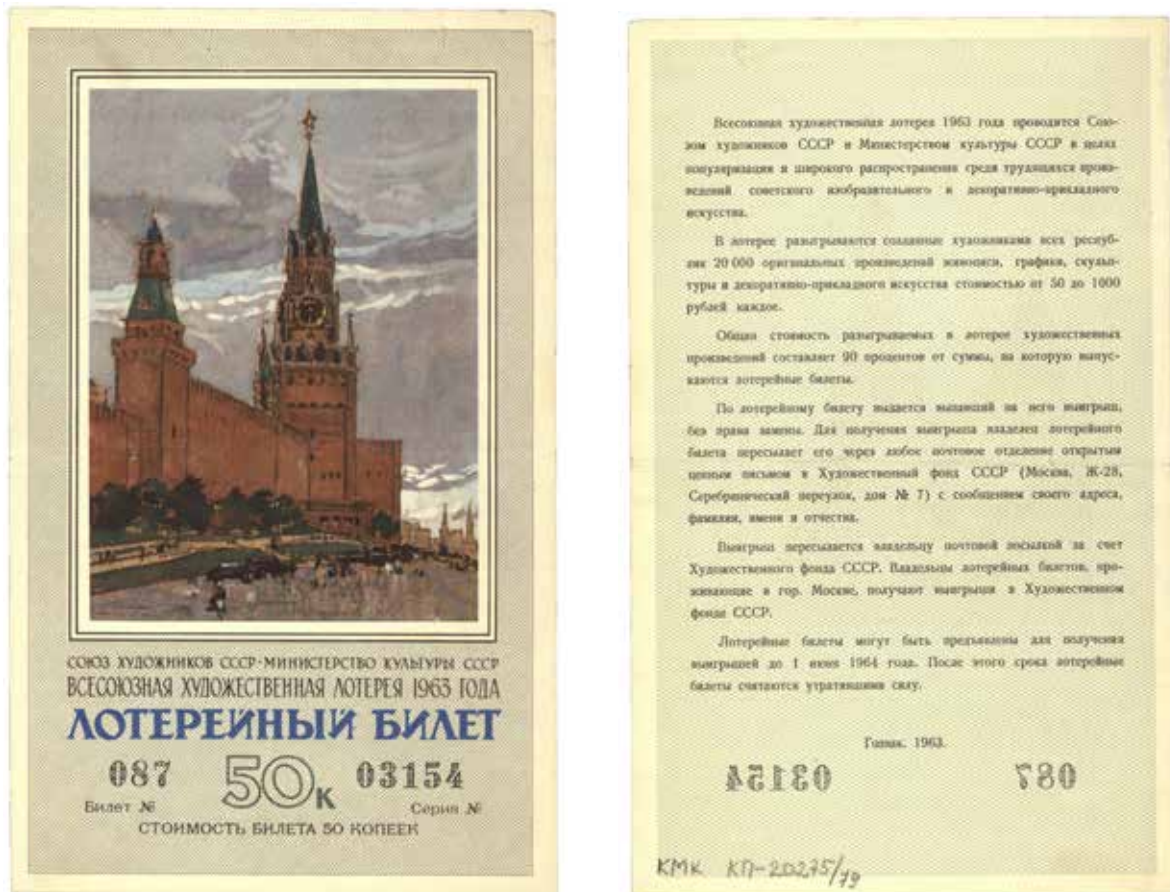 СОЮЗ ХУДОЖНИКОВ СССР·МИНИСТЕРСТВО КУЛЬТУРЫ СССР
ВСЕСОЮЗНАЯ ХУДОЖЕСТВЕННАЯ ЛОТЕРЕЯ 1963 ГОДА
ЛОТЕРЕЙНЫЙ БИЛЕТ
087 50К 03154
Билет № Серия №
СТОИМОСТЬ БИЛЕТА 50 КОПЕЕК
Всесоюзная художественная лотерея 1963 года проводится Сою-
зом художников СССР и Министерством культуры СССР в целях
популяризации и широкого распространения среди трудящихся произ-
ведений советского изобразительного и декоративно-прикладного
искусства.
В лотерее разыгрываются созданные художниками всех респуб-
лик 20 000 оригинальных произведений живописи, графики, скульп-
туры и декоративно-прикладного искусства стоимостью от 50 до 1000
рублей каждое.
Общая стоимость разыгрываемых в лотерее художественных
произведений составляет 90 процентов от суммы, на которую выпус-
каются лотерейные билеты.
По лотерейному билету выдается выпавший на него выигрыш,
без права замены. Для получения выигрыша владелец лотерейного
билета пересылает его через любое почтовое отделение открытым
ценным письмом в Художественный фонд СССР (Москва, Ж-28,
Серебрянический переулок, дом № 7) с сообщением своего адреса,
фамилии, имени и отчества.
Выигрыш пересылается владельцу почтовой посылкой за счет
Художественного фонда СССР. Владельцы лотерейных билетов, про-
живающие в гор. Москве, получают выигрыши в Художественном
фонде СССР.
Лотерейные билеты могут быть предъявлены для получения
выигрышей до 1 июня 1964 года. После этого срока лотерейные
билеты считаются утратившими силу.
Гознак. 1963.
03154 087
КМК КП-20275/79